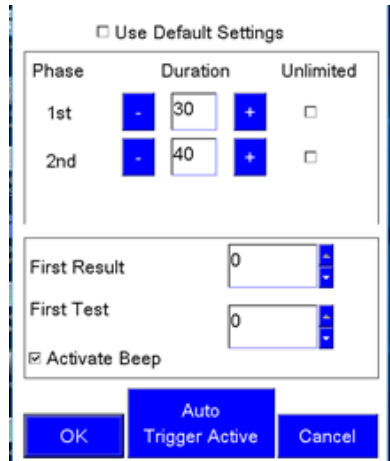 Use Default Settings
Phase Duration Unlimited
1st - 30 +
2nd - 40 +
First Result 0
First Test 0
Activate Beep
OK Auto Trigger Active Cancel